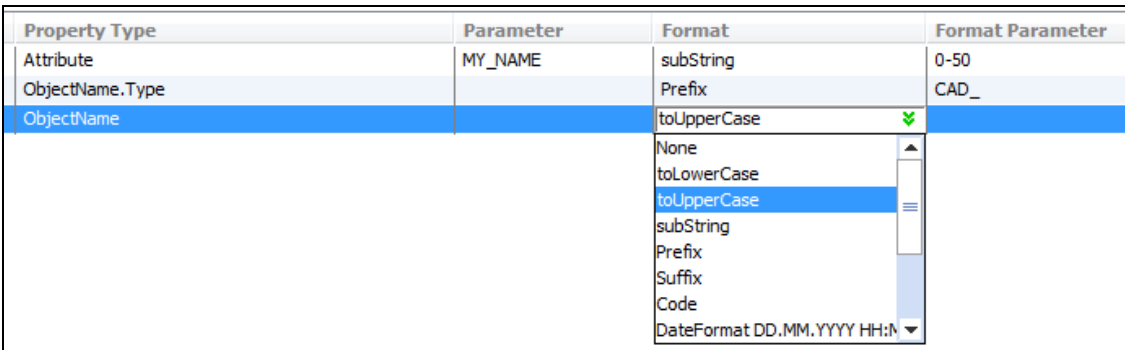 Property Type Parameter Format Format Parameter
Attribute MY_NAME subString 0-50
ObjectName.Type Prefix CAD_
ObjectName toUpperCase
None
toLowerCase
toUpperCase
subString
Prefix
Suffix
Code
DateFormat DD.MM.YYYY HH: